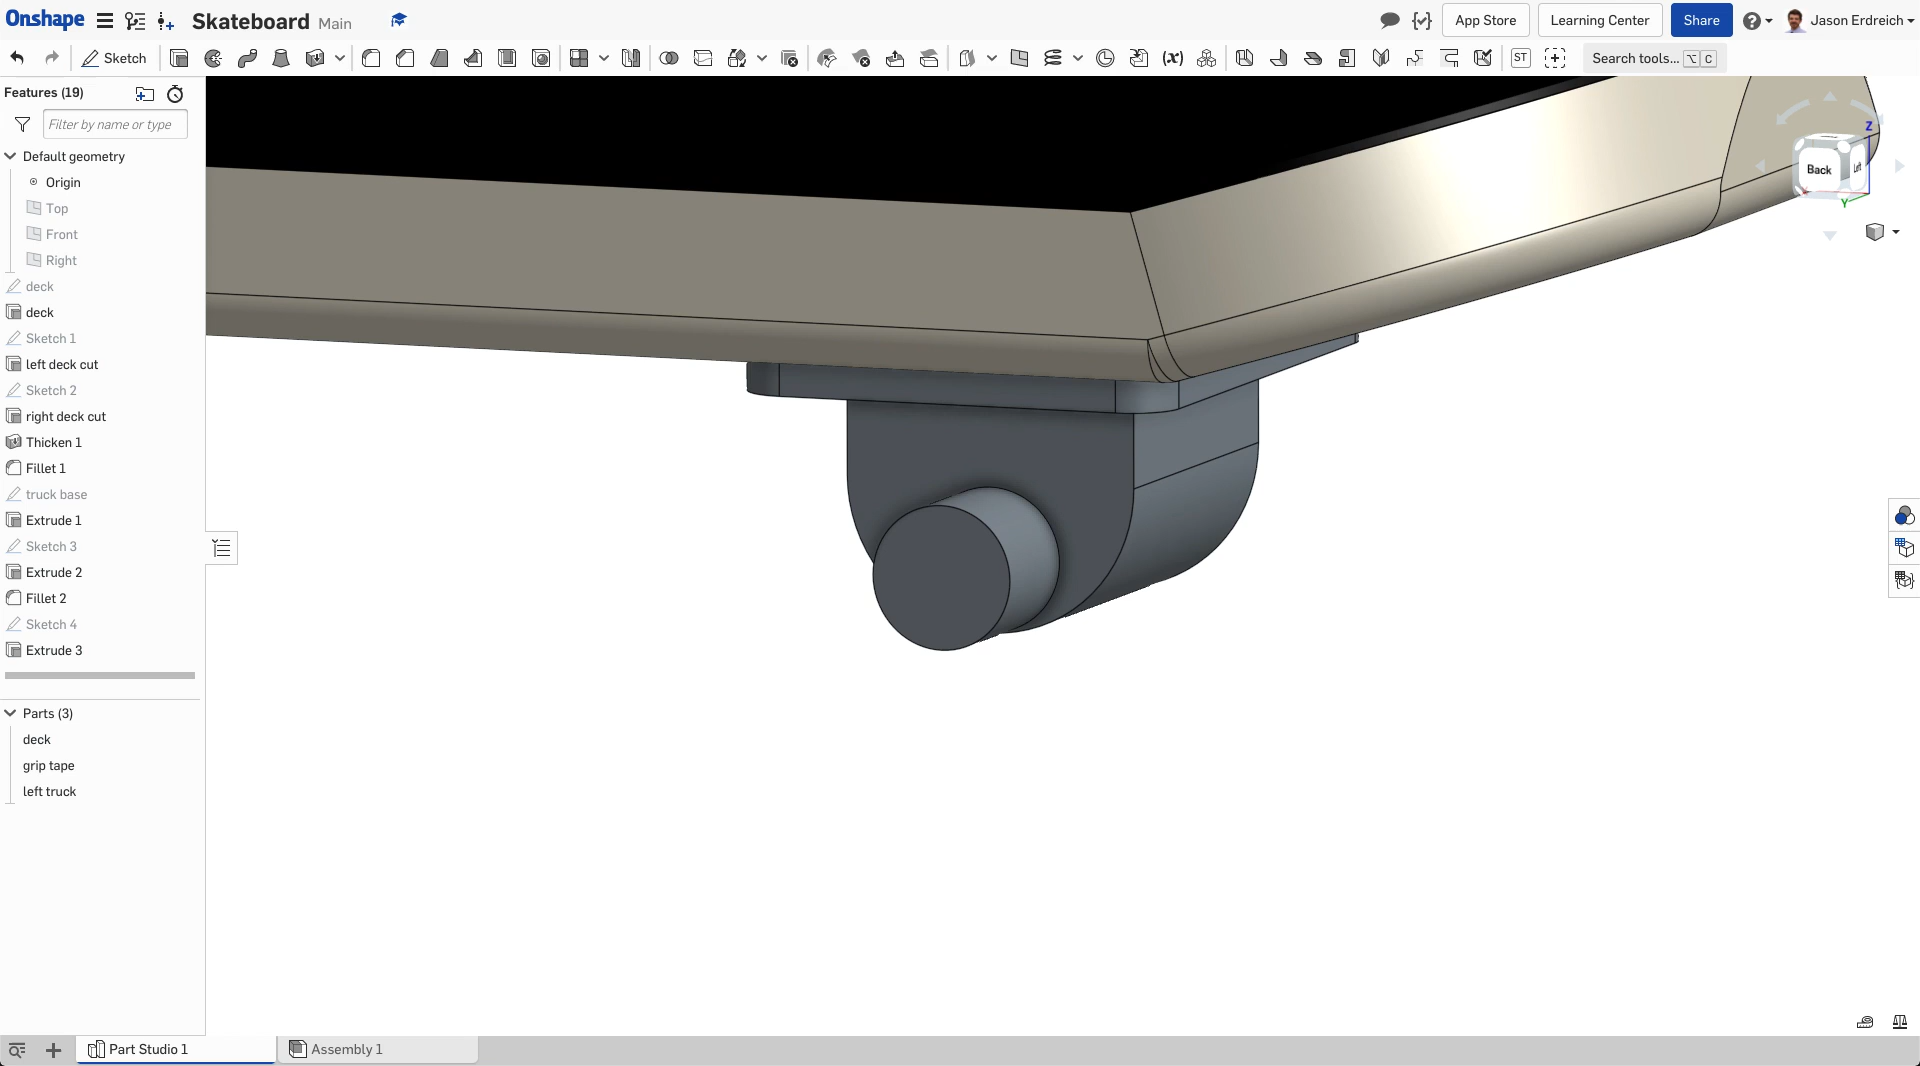 Onshape Skateboard Main App Store Learning Center Share Jason Erdreich
Sketch ST Search tools... ⌥ C
Features (19)
Filter by name or type
Default geometry
Origin
Top
Front
Right
deck
deck
Sketch 1
left deck cut
Sketch 2
right deck cut
Thicken 1
Fillet 1
truck base
Extrude 1
Sketch 3
Extrude 2
Fillet 2
Sketch 4
Extrude 3
Parts (3)
deck
grip tape
left truck
Z
Back Left
Y
Part Studio 1 Assembly 1